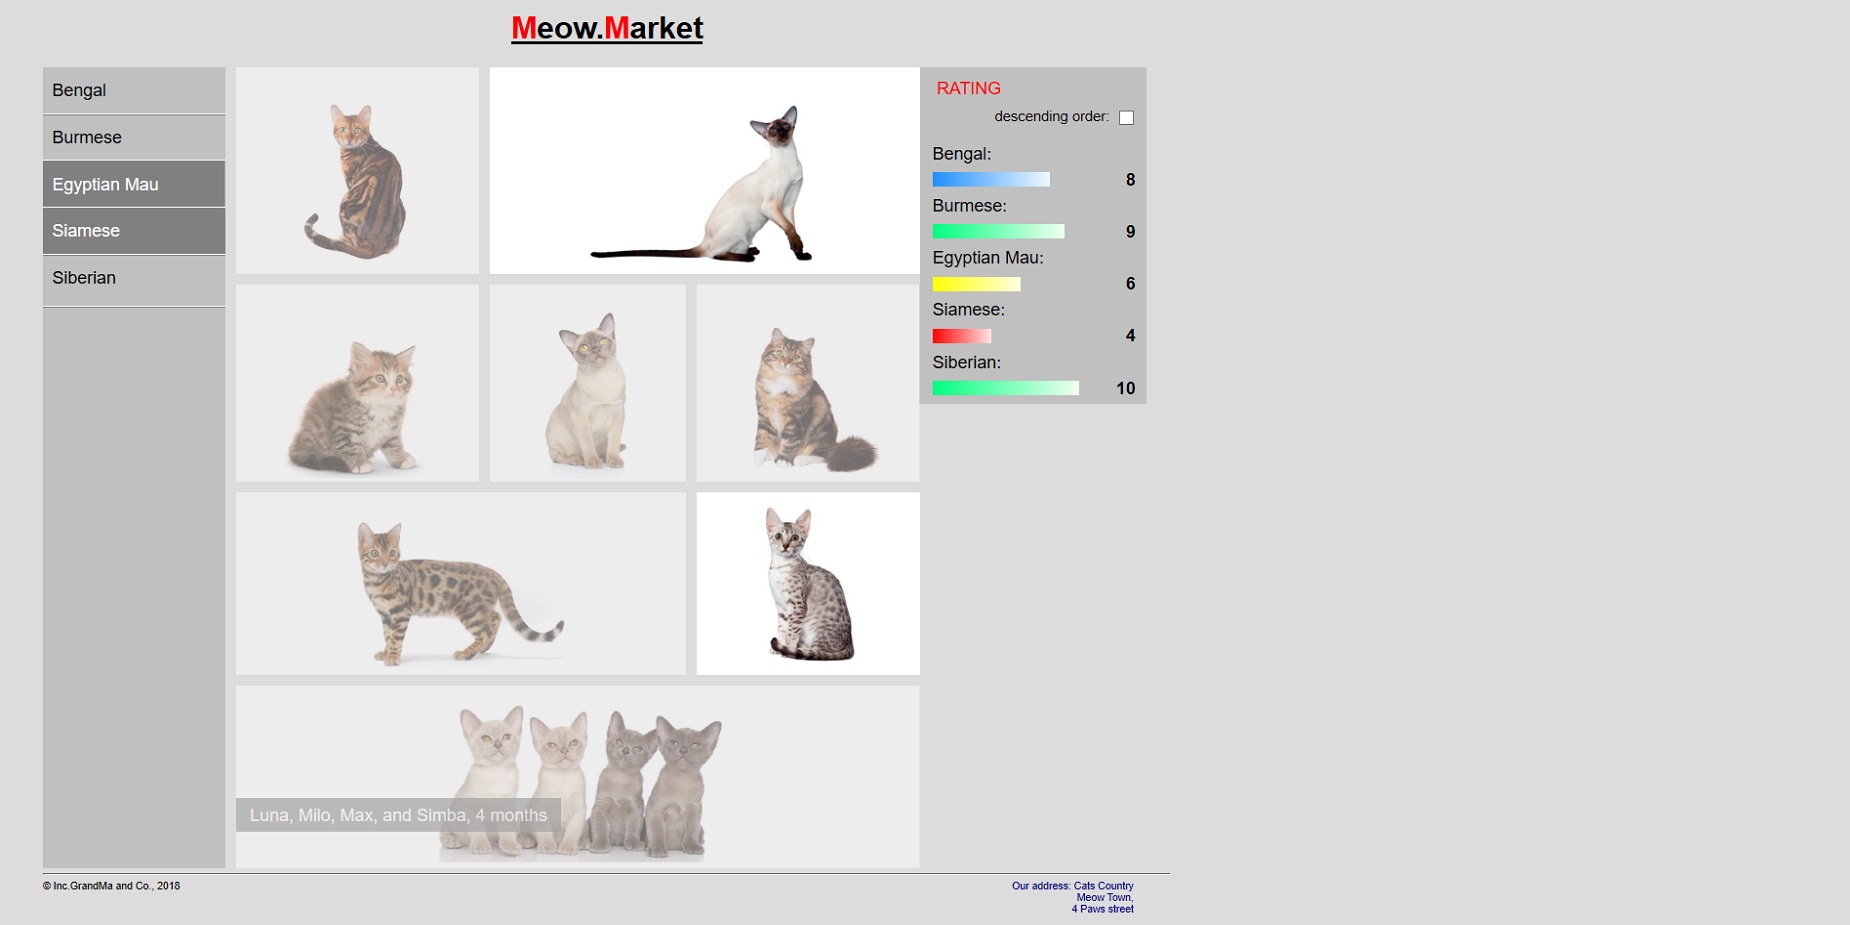 Meow.Market
Bengal
Burmese
Egyptian Mau
Siamese
Siberian
RATING
descending order:
Bengal:
8
Burmese:
9
Egyptian Mau:
6
Siamese:
4
Siberian:
10
Luna, Milo, Max, and Simba, 4 months
© Inc.GrandMa and Co., 2018
Our address: Cats Country
Meow Town,
4 Paws street